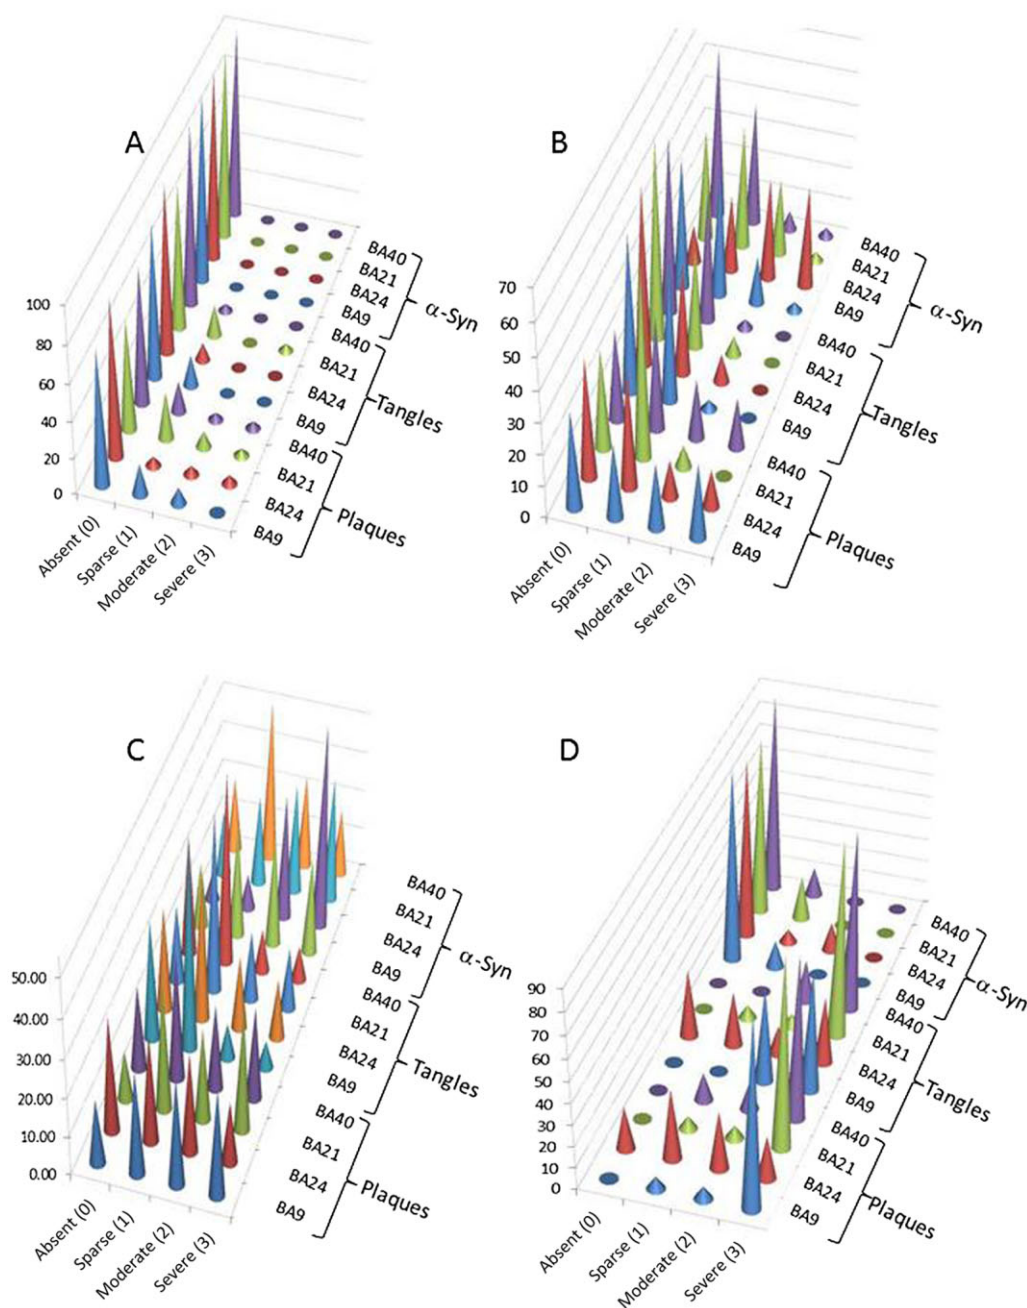 A
100
80
60
40
20
0
Absent (0)
Sparse (1)
Moderate (2)
Severe (3)
BA40
BA21
BA24
BA9
α-Syn
BA40
BA21
BA24
BA9
Tangles
BA40
BA21
BA24
BA9
Plaques
B
70
60
50
40
30
20
10
0
Absent (0)
Sparse (1)
Moderate (2)
Severe (3)
BA40
BA21
BA24
BA9
α-Syn
BA40
BA21
BA24
BA9
Tangles
BA40
BA21
BA24
BA9
Plaques
C
50.00
40.00
30.00
20.00
10.00
0.00
Absent (0)
Sparse (1)
Moderate (2)
Severe (3)
BA40
BA21
BA24
BA9
α-Syn
BA40
BA21
BA24
BA9
Tangles
BA40
BA21
BA24
BA9
Plaques
D
90
80
70
60
50
40
30
20
10
0
Absent (0)
Sparse (1)
Moderate (2)
Severe (3)
BA40
BA21
BA24
BA9
α-Syn
BA40
BA21
BA24
BA9
Tangles
BA40
BA21
BA24
BA9
Plaques